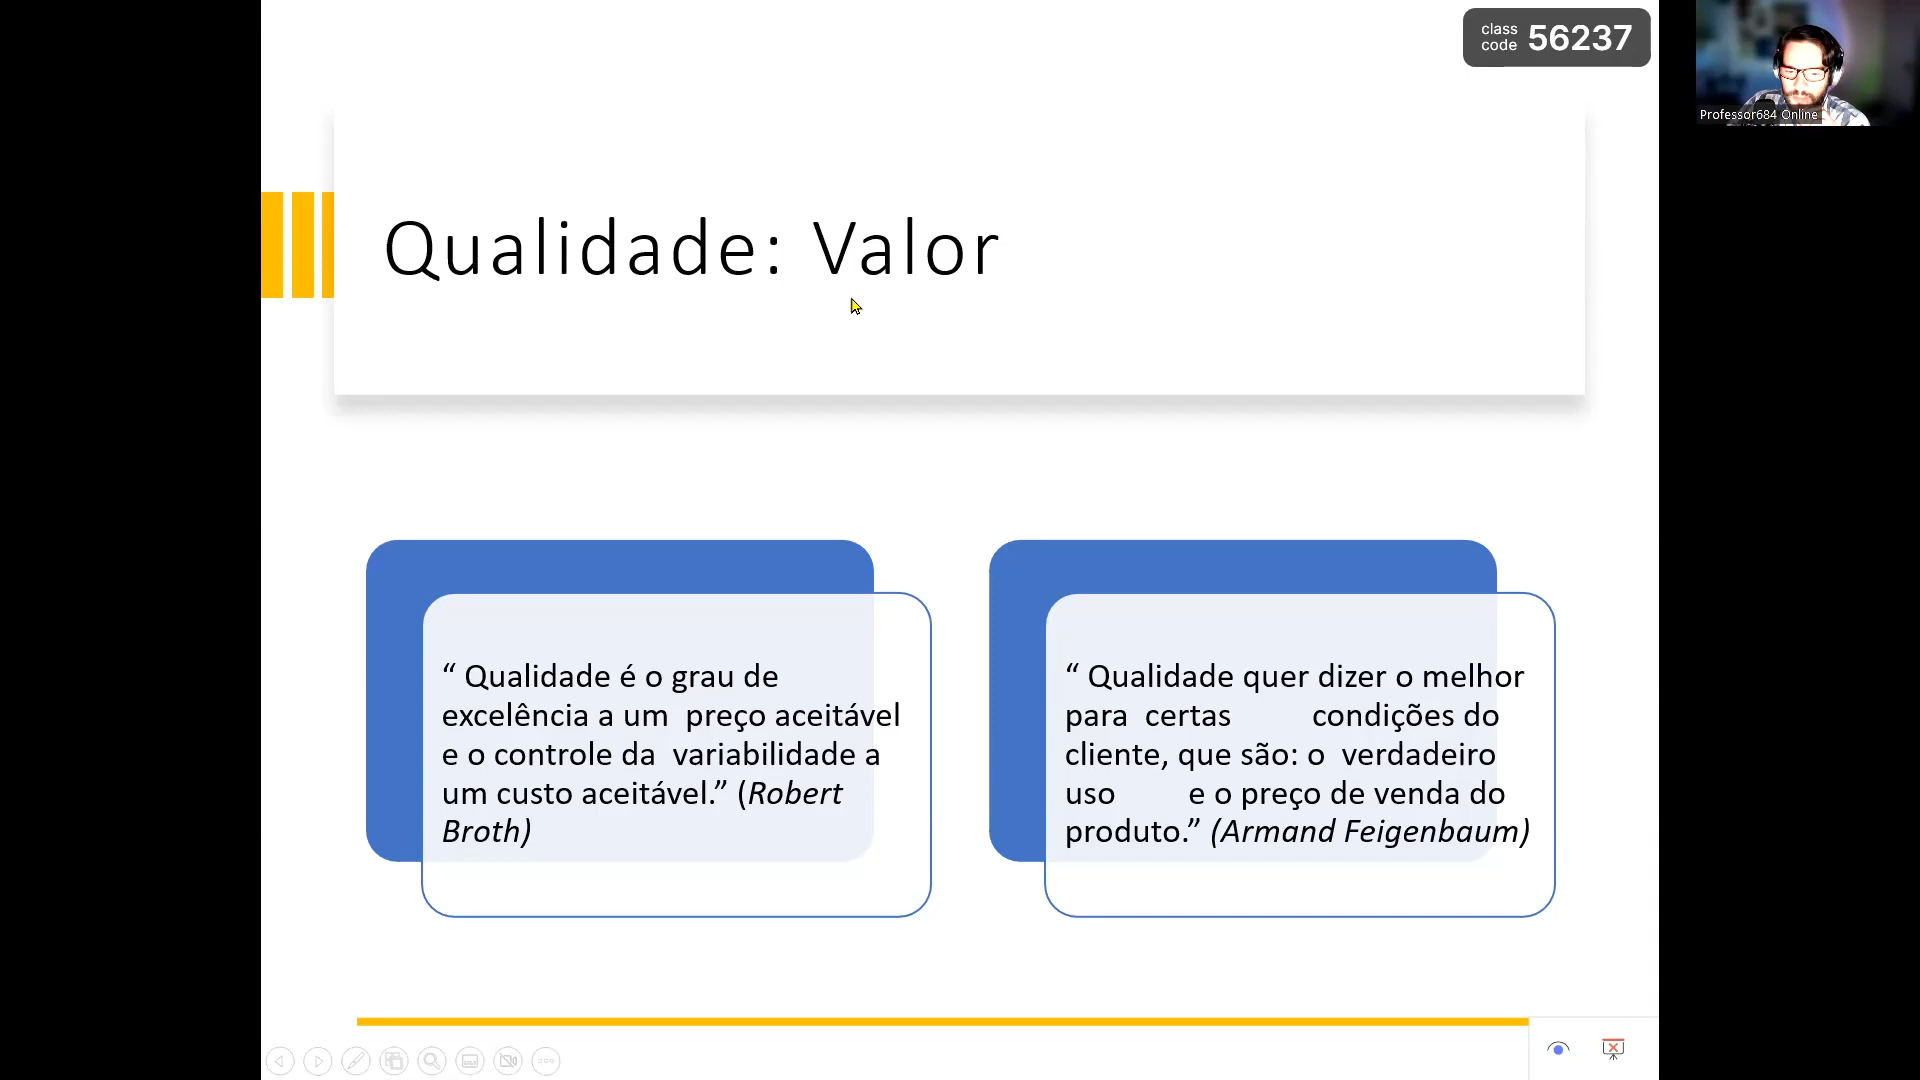 class
code 56237
Professor684 Online
Qualidade: Valor
“ Qualidade é o grau de
excelência a um preço aceitável
e o controle da variabilidade a
um custo aceitável.” (Robert
Broth)
“ Qualidade quer dizer o melhor
para certas condições do
cliente, que são: o verdadeiro
uso e o preço de venda do
produto.” (Armand Feigenbaum)